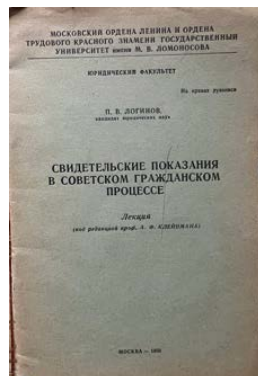 МОСКОВСКИЙ ОРДЕНА ЛЕНИНА И ОРДЕНА
ТРУДОВОГО КРАСНОГО ЗНАМЕНИ ГОСУДАРСТВЕННЫЙ
УНИВЕРСИТЕТ имени М. В. ЛОМОНОСОВА
ЮРИДИЧЕСКИЙ ФАКУЛЬТЕТ
На правах рукописи
П. В. ЛОГИНОВ,
кандидат юридических наук
СВИДЕТЕЛЬСКИЕ ПОКАЗАНИЯ
В СОВЕТСКОМ ГРАЖДАНСКОМ
ПРОЦЕССЕ
Лекция
(под редакцией проф. А. Ф. КЛЕЙНМАНА)
МОСКВА —